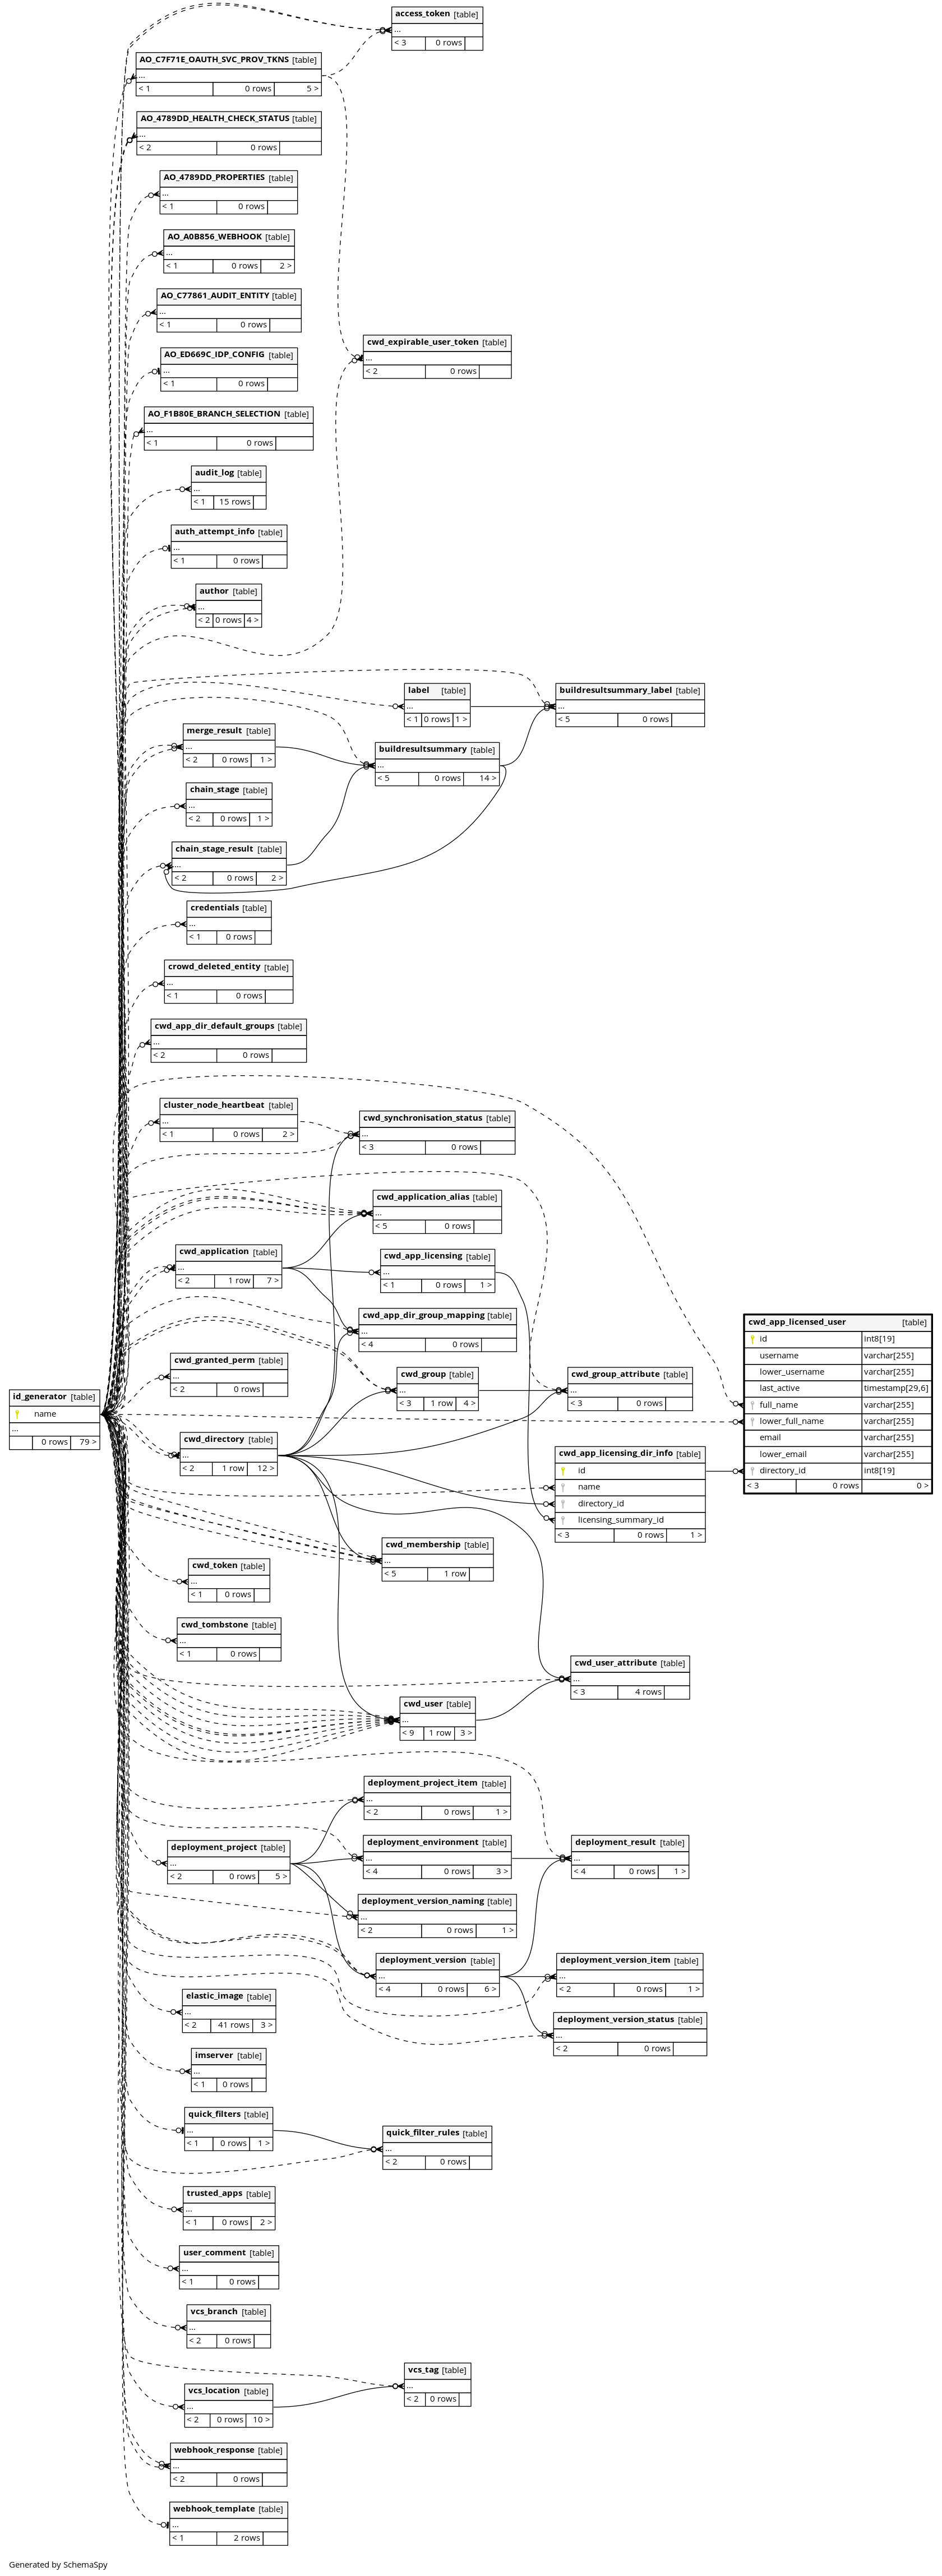 access_token [table]
...
< 3 0 rows
AO_C7F71E_OAUTH_SVC_PROV_TKNS [table]
...
< 1 0 rows 5 >
AO_4789DD_HEALTH_CHECK_STATUS [table]
...
< 2 0 rows
AO_4789DD_PROPERTIES [table]
...
< 1 0 rows
AO_A0B856_WEBHOOK [table]
...
< 1 0 rows 2 >
AO_C77861_AUDIT_ENTITY [table]
...
< 1 0 rows
cwd_expirable_user_token [table]
...
< 2 0 rows
AO_ED669C_IDP_CONFIG [table]
...
< 1 0 rows
AO_F1B80E_BRANCH_SELECTION [table]
...
< 1 0 rows
audit_log [table]
...
< 1 15 rows
auth_attempt_info [table]
...
< 1 0 rows
author [table]
...
< 2 0 rows 4 >
label [table]
...
< 1 0 rows 1 >
buildresultsummary_label [table]
...
< 5 0 rows
merge_result [table]
...
< 2 0 rows 1 >
buildresultsummary [table]
...
< 5 0 rows 14 >
chain_stage [table]
...
< 2 0 rows 1 >
chain_stage_result [table]
...
< 2 0 rows 2 >
credentials [table]
...
< 1 0 rows
crowd_deleted_entity [table]
...
< 1 0 rows
cwd_app_dir_default_groups [table]
...
< 2 0 rows
cluster_node_heartbeat [table]
...
< 1 0 rows 2 >
cwd_synchronisation_status [table]
...
< 3 0 rows
cwd_application_alias [table]
...
< 5 0 rows
cwd_application [table]
...
< 2 1 row 7 >
cwd_app_licensing [table]
...
< 1 0 rows 1 >
cwd_app_dir_group_mapping [table]
...
< 4 0 rows
cwd_app_licensed_user [table]
id int8[19]
username varchar[255]
lower_username varchar[255]
last_active timestamp[29,6]
full_name varchar[255]
lower_full_name varchar[255]
email varchar[255]
lower_email varchar[255]
directory_id int8[19]
< 3 0 rows 0 >
cwd_granted_perm [table]
...
< 2 0 rows
cwd_group [table]
...
< 3 1 row 4 >
cwd_group_attribute [table]
...
< 3 0 rows
id_generator [table]
name
...
0 rows 79 >
cwd_directory [table]
...
< 2 1 row 12 >
cwd_app_licensing_dir_info [table]
id
name
directory_id
licensing_summary_id
< 3 0 rows 1 >
cwd_membership [table]
...
< 5 1 row
cwd_token [table]
...
< 1 0 rows
cwd_tombstone [table]
...
< 1 0 rows
cwd_user_attribute [table]
...
< 3 4 rows
cwd_user [table]
...
< 9 1 row 3 >
deployment_project_item [table]
...
< 2 0 rows 1 >
deployment_project [table]
...
< 2 0 rows 5 >
deployment_environment [table]
...
< 4 0 rows 3 >
deployment_result [table]
...
< 4 0 rows 1 >
deployment_version_naming [table]
...
< 2 0 rows 1 >
deployment_version [table]
...
< 4 0 rows 6 >
deployment_version_item [table]
...
< 2 0 rows 1 >
elastic_image [table]
...
< 2 41 rows 3 >
deployment_version_status [table]
...
< 2 0 rows
imserver [table]
...
< 1 0 rows
quick_filters [table]
...
< 1 0 rows 1 >
quick_filter_rules [table]
...
< 2 0 rows
trusted_apps [table]
...
< 1 0 rows 2 >
user_comment [table]
...
< 1 0 rows
vcs_branch [table]
...
< 2 0 rows
vcs_tag [table]
...
< 2 0 rows
vcs_location [table]
...
< 2 0 rows 10 >
webhook_response [table]
...
< 2 0 rows
webhook_template [table]
...
< 1 2 rows
Generated by SchemaSpy